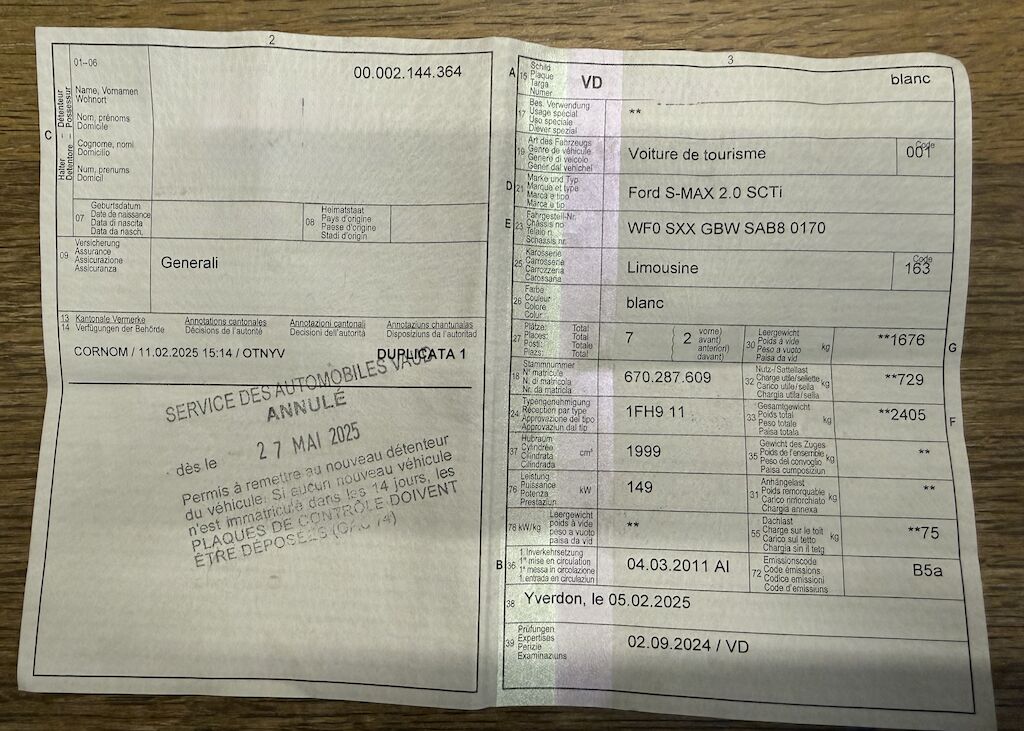 2
01–06
00.002.144.364
Halter – Détenteur
Detentore – Possessur
Name, Vornamen
Wohnort
Nom, prénoms
Domicile
C
Cognome, nomi
Domicilio
Num, prenums
Domicil
07
Geburtsdatum
Date de naissance
Data di nascita
Data da nasch.
08
Heimatstaat
Pays d'origine
Paese d'origine
Stadi d'origin
09
Versicherung
Assurance
Assicurazione
Assicuranza
Generali
13 Kantonale Vermerke
14 Verfügungen der Behörde
Annotations cantonales
Décisions de l'autorité
Annotazioni cantonali
Decisioni dell'autorità
Annotaziuns chantunalas
Disposiziuns da l'autoritad
CORNOM / 11.02.2025 15:14 / OTNYV
DUPLICATA 1
SERVICE DES AUTOMOBILES VAUD
ANNULÉ
dès le 27 MAI 2025
Permis à remettre au nouveau détenteur
du véhicule. Si aucun nouveau véhicule
n'est immatriculé dans les 14 jours, les
PLAQUES DE CONTRÔLE DOIVENT
ÊTRE DÉPOSÉES (OAC 74)
3
A
15
Schild
Plaque
Targa
Numer
VD
blanc
17
Bes. Verwendung
Usage spécial
Uso speciale
Diever spezial
**
19
Art des Fahrzeugs
Genre de véhicule
Genere di veicolo
Gener dal vehichel
Voiture de tourisme
Code
001
D
21
Marke und Typ
Marque et type
Marca e tipo
Marca e tip
Ford S-MAX 2.0 SCTi
E
23
Fahrgestell-Nr.
Châssis no
Telaio n.
Schassis nr.
WF0 SXX GBW SAB8 0170
25
Karosserie
Carrosserie
Carrozzeria
Carossaria
Limousine
Code
163
26
Farbe
Couleur
Colore
Colur
blanc
27
Plätze: Total
Places: Total
Posti: Totale
Plazs: Total
7
2
vorne)
avant)
anteriori)
davant)
30
Leergewicht
Poids à vide
Peso a vuoto
Paisa da vid
kg
**1676
G
18
Stammnummer
N° matricule
N. di matricola
Nr. da matricla
670.287.609
32
Nutz-/Sattellast
Charge utile/sellette
Carico utile/sella
Chargia utila/sella
kg
**729
24
Typengenehmigung
Réception par type
Approvazione del tipo
Approvaziun dal tip
1FH9 11
33
Gesamtgewicht
Poids total
Peso totale
Paisa totala
kg
**2405
F
37
Hubraum
Cylindrée
Cilindrata
Cilindrada
cm³
1999
35
Gewicht des Zuges
Poids de l'ensemble
Peso del convoglio
Paisa cumposiziun
kg
**
76
Leistung
Puissance
Potenza
Prestaziun
kW
149
31
Anhängelast
Poids remorquable
Carico rimorchiato
Chargia annexa
kg
**
78 kW/kg
Leergewicht
poids à vide
peso a vuoto
paisa da vid
**
55
Dachlast
Charge sur le toit
Carico sul tetto
Chargia sin il tetg
kg
**75
B
36
1. Inverkehrsetzung
1re mise en circulation
1a messa in circolazione
1. entrada en circulaziun
04.03.2011 AI
72
Emissionscode
Code émissions
Codice emissioni
Code d'emissiuns
B5a
38
Yverdon, le 05.02.2025
39
Prüfungen
Expertises
Perizie
Examinaziuns
02.09.2024 / VD